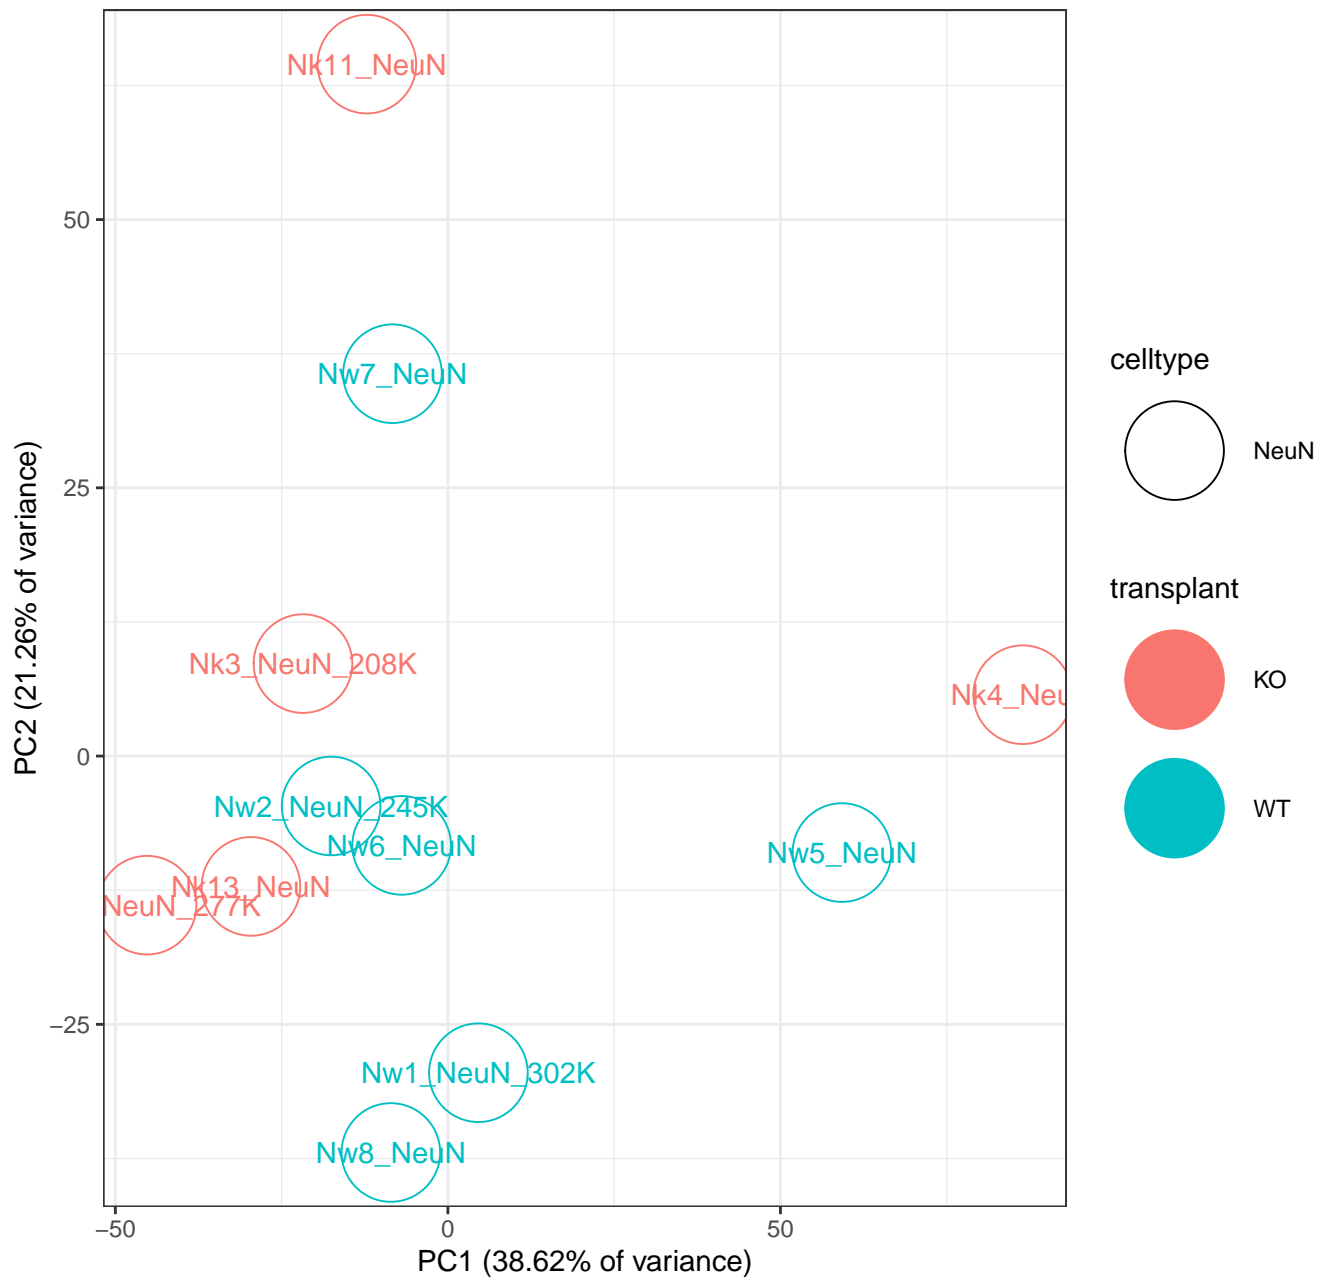 Nk11_NeuN
50
Nw7_NeuN
25
Nk3_NeuN_208K
Nk4_Neu
0
Nw2_NeuN_245K
Nw6_NeuN
Nw5_NeuN
Nk13_NeuN
NeuN_277K
−25
Nw1_NeuN_302K
Nw8_NeuN
−50
0
50
PC1 (38.62% of variance)
PC2 (21.26% of variance)
celltype
NeuN
transplant
KO
WT